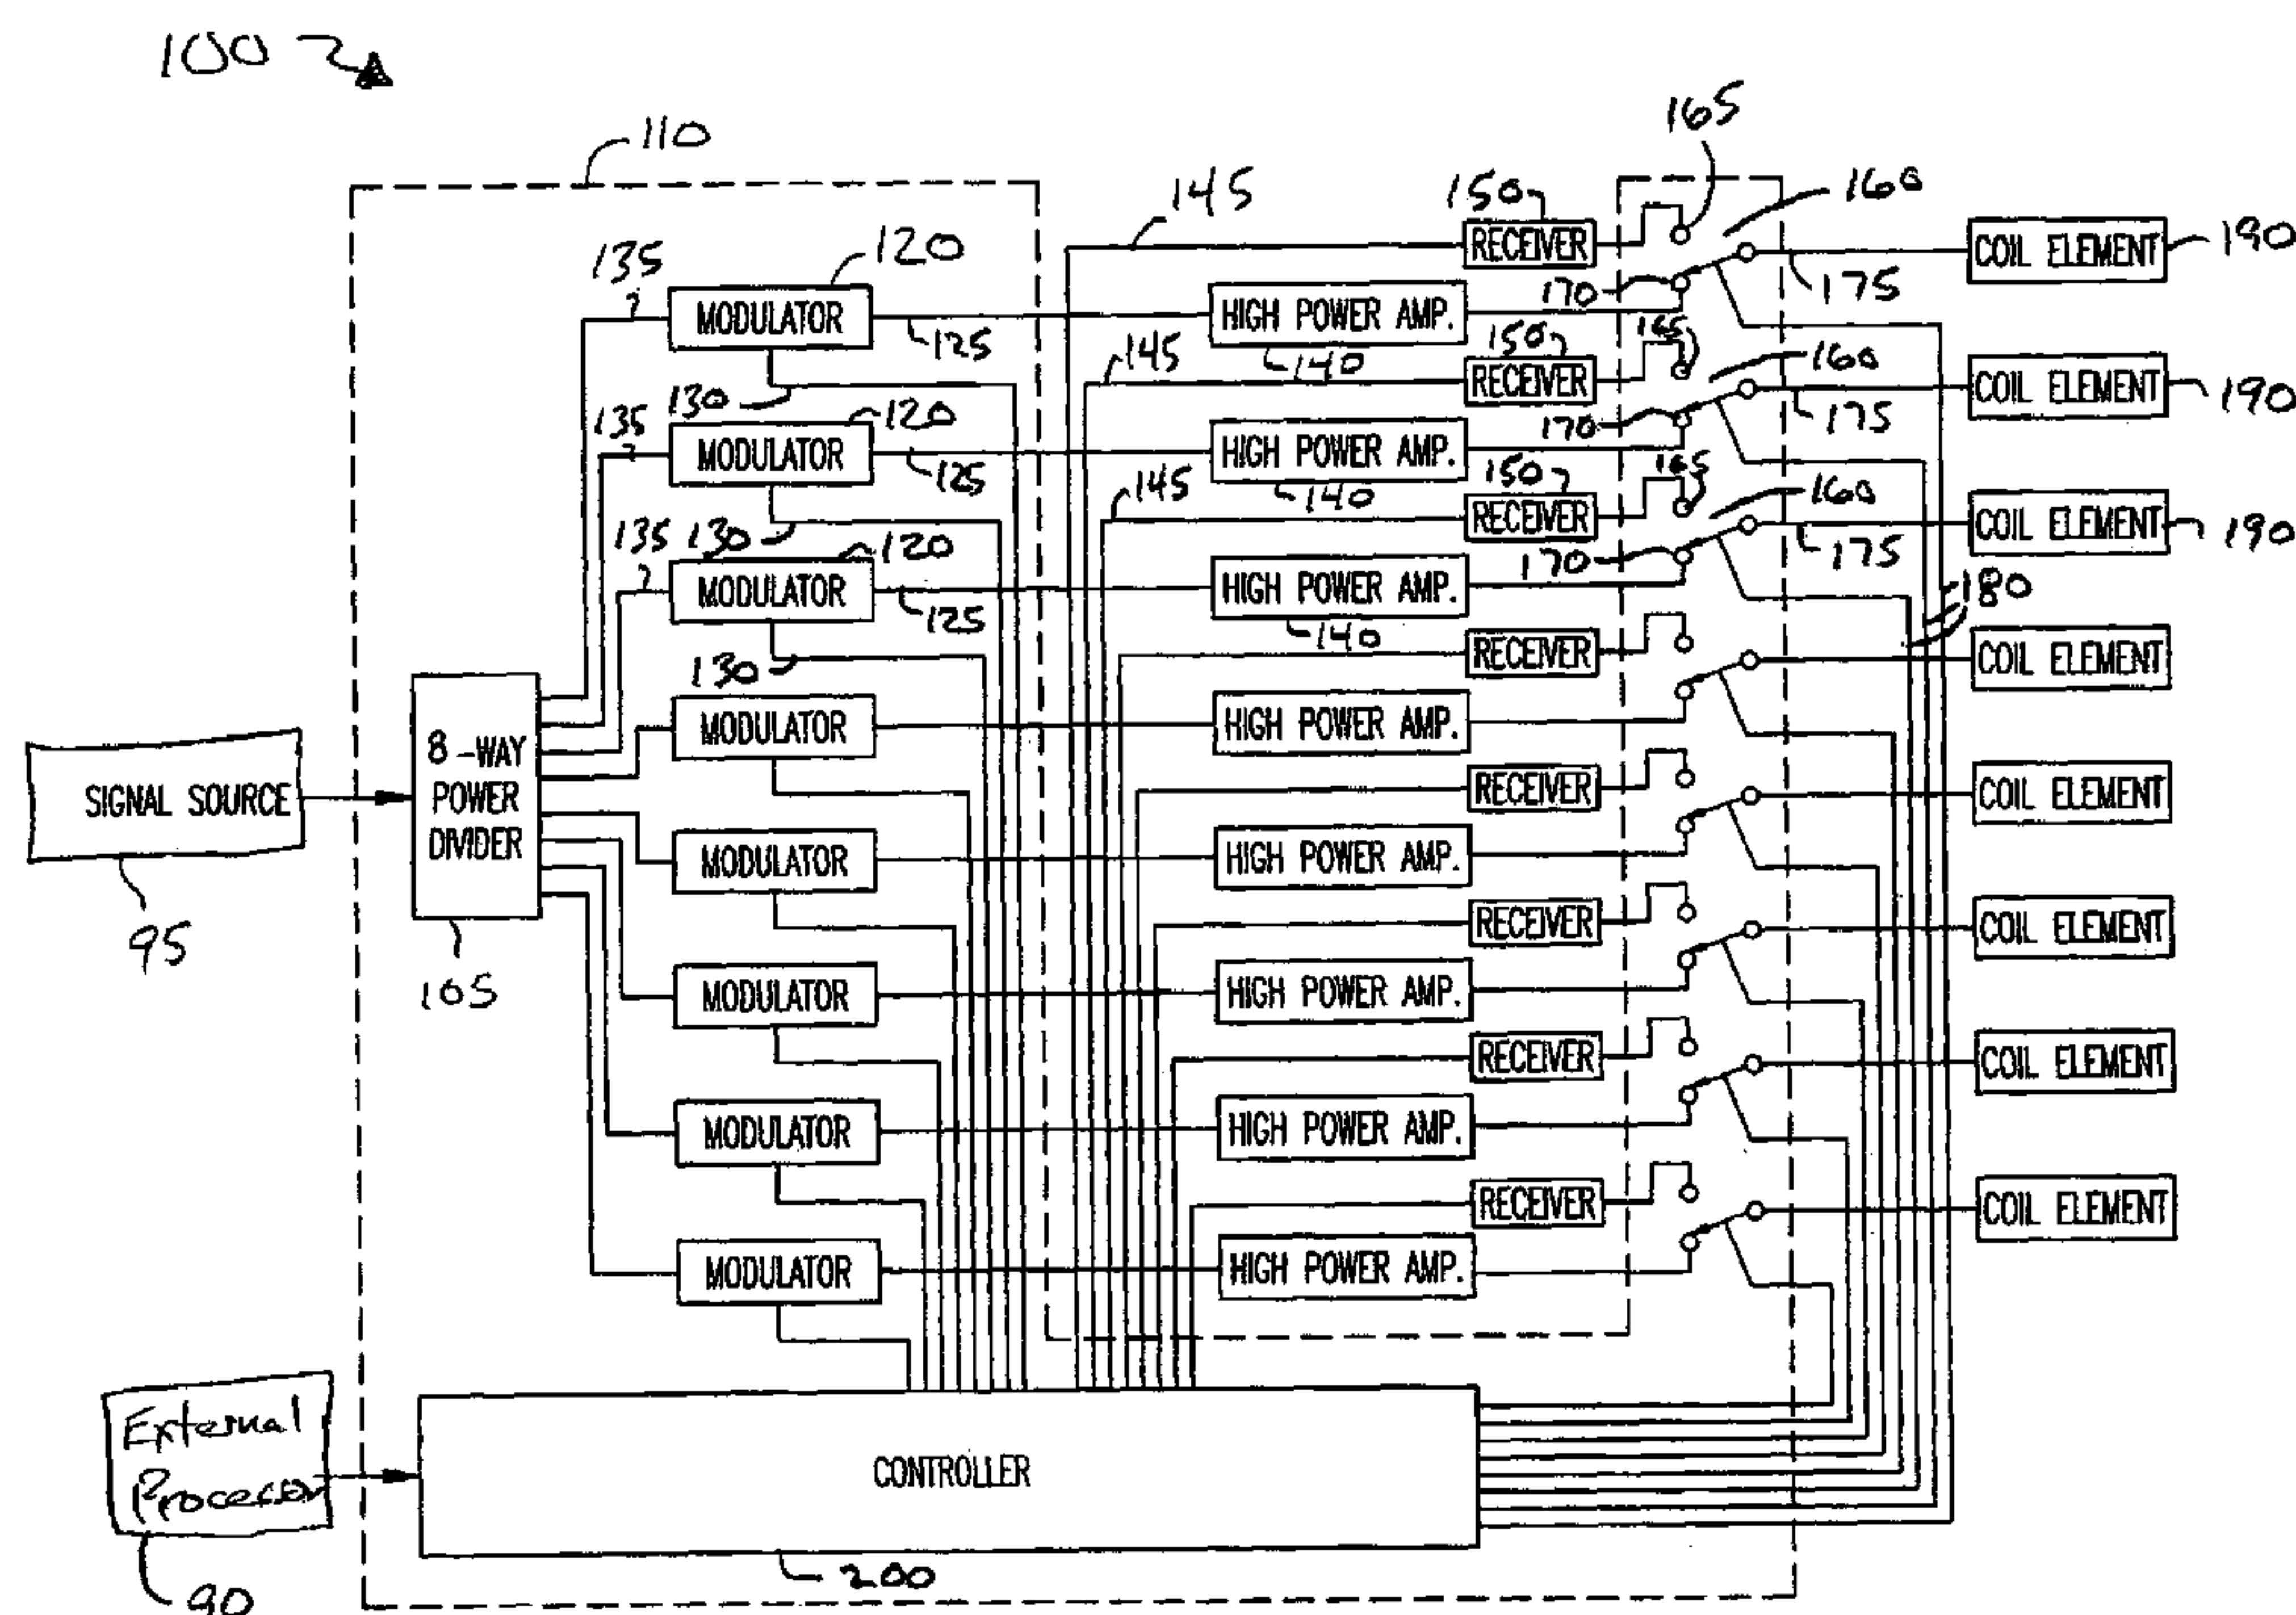 100
110
165
145
150
160
RECEIVER
COIL ELEMENT
190
135
120
MODULATOR
125
HIGH POWER AMP.
140
170
175
130
145
150
165
160
RECEIVER
COIL ELEMENT
190
135
120
MODULATOR
125
HIGH POWER AMP.
140
170
175
130
145
150
165
160
RECEIVER
COIL ELEMENT
190
135
120
MODULATOR
125
HIGH POWER AMP.
140
170
175
180
130
RECEIVER
COIL ELEMENT
MODULATOR
HIGH POWER AMP.
8-WAY
POWER
DIVIDER
105
SIGNAL SOURCE
95
RECEIVER
COIL ELEMENT
MODULATOR
HIGH POWER AMP.
RECEIVER
COIL ELEMENT
MODULATOR
HIGH POWER AMP.
RECEIVER
COIL ELEMENT
MODULATOR
HIGH POWER AMP.
RECEIVER
COIL ELEMENT
MODULATOR
HIGH POWER AMP.
External
Processor
90
CONTROLLER
200